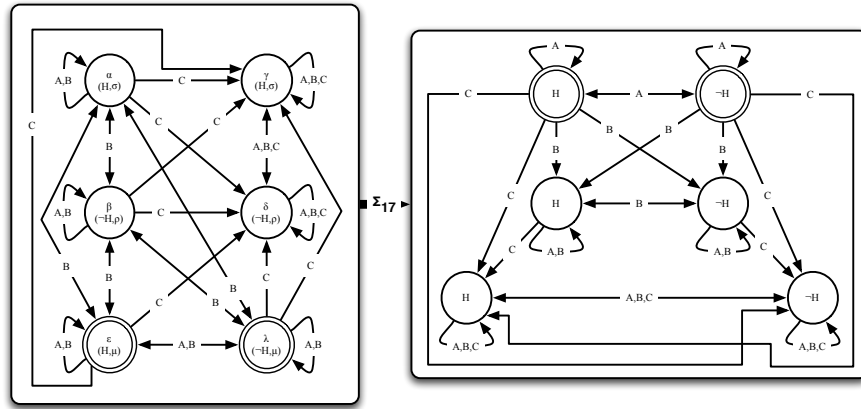 α
(H,σ)
γ
(H,σ)
A,B
C
A,B,C
C
C
C
B
A,B,C
β
(¬H,ρ)
δ
(¬H,ρ)
A,B
C
A,B,C
B
B
B
B
C
C
C
ε
(H,μ)
λ
(¬H,μ)
A,B
A,B
A,B
Σ17
A
A
C
H
A
¬H
C
B
B
B
B
C
C
H
B
¬H
A,B
A,B
C
C
H
A,B,C
¬H
A,B,C
A,B,C